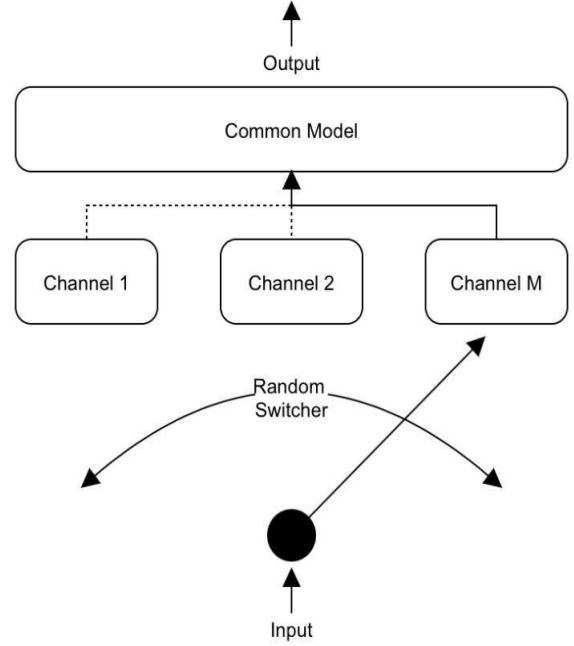 Output
Common Model
Channel 1
Channel 2
Channel M
Random
Switcher
Input